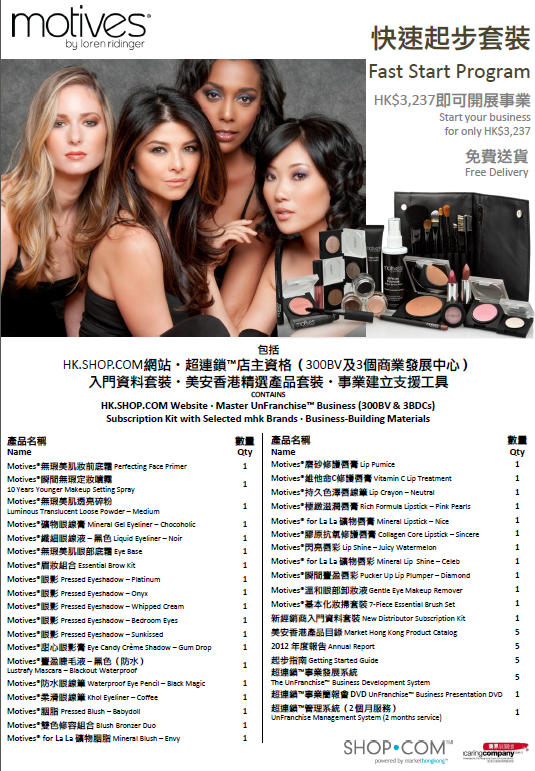 motives®
by loren ridinger
快速起步套裝
Fast Start Program
HK$3,237即可開展事業
Start your business
for only HK$3,237
免費送貨
Free Delivery
motives
包括
HK.SHOP.COM網站・超連鎖™店主資格（300BV及3個商業發展中心）
入門資料套裝・美安香港精選產品套裝・事業建立支援工具
CONTAINS
HK.SHOP.COM Website · Master UnFranchise™ Business (300BV & 3BDCs)
Subscription Kit with Selected mhk Brands · Business-Building Materials
產品名稱 數量
Name Qty
Motives®無瑕美肌妝前底霜 Perfecting Face Primer 1
Motives®瞬間無瑕定妝噴霧
10 Years Younger Makeup Setting Spray 1
Motives®無瑕美肌透亮碎粉
Luminous Translucent Loose Powder – Medium 1
Motives®礦物眼線膏 Mineral Gel Eyeliner – Chocoholic 1
Motives®纖細眼線液 – 黑色 Liquid Eyeliner – Noir 1
Motives®無瑕美肌眼部底霜 Eye Base 1
Motives®眉妝組合 Essential Brow Kit 1
Motives®眼影 Pressed Eyeshadow – Platinum 1
Motives®眼影 Pressed Eyeshadow – Onyx 1
Motives®眼影 Pressed Eyeshadow – Whipped Cream 1
Motives®眼影 Pressed Eyeshadow – Bedroom Eyes 1
Motives®眼影 Pressed Eyeshadow – Sunkissed 1
Motives®甜心眼影膏 Eye Candy Crème Shadow – Gum Drop 1
Motives®豐盈睫毛液 – 黑色（防水）
Lustrafy Mascara – Blackout Waterproof 1
Motives®防水眼線筆 Waterproof Eye Pencil – Black Magic 1
Motives®柔滑眼線筆 Khol Eyeliner – Coffee 1
Motives®胭脂 Pressed Blush – Babydoll 1
Motives®雙色修容組合 Blush Bronzer Duo 1
Motives® for La La 礦物胭脂 Mineral Blush – Envy 1
產品名稱 數量
Name Qty
Motives®磨砂修護唇膏 Lip Pumice 1
Motives®維他命C修護唇膏 Vitamin C Lip Treatment 1
Motives®持久色澤唇線筆 Lip Crayon – Neutral 1
Motives®極緻滋潤唇膏 Rich Formula Lipstick – Pink Pearls 1
Motives® for La La 礦物唇膏 Mineral Lipstick – Nice 1
Motives®膠原抗氧修護唇膏 Collagen Core Lipstick – Sincere 1
Motives®閃亮唇彩 Lip Shine – Juicy Watermelon 1
Motives® for La La 礦物唇彩 Mineral Lip Shine – Celeb 1
Motives®瞬間豐盈唇彩 Pucker Up Lip Plumper – Diamond 1
Motives®溫和眼部卸妝液 Gentle Eye Makeup Remover 1
Motives®基本化妝掃套裝 7-Piece Essential Brush Set 1
新經銷商入門資料套裝 New Distributor Subscription Kit 1
美安香港產品目錄 Market Hong Kong Product Catalog 5
2012 年度報告 Annual Report 5
起步指南 Getting Started Guide 5
超連鎖™事業發展系統
The UnFranchise™ Business Development System 5
超連鎖™事業簡報會 DVD UnFranchise™ Business Presentation DVD 1
超連鎖™管理系統（2 個月服務）
UnFranchise Management System (2 months service) 1
SHOP•COM™
powered by markethongkong™
商界展關懷
caringcompany